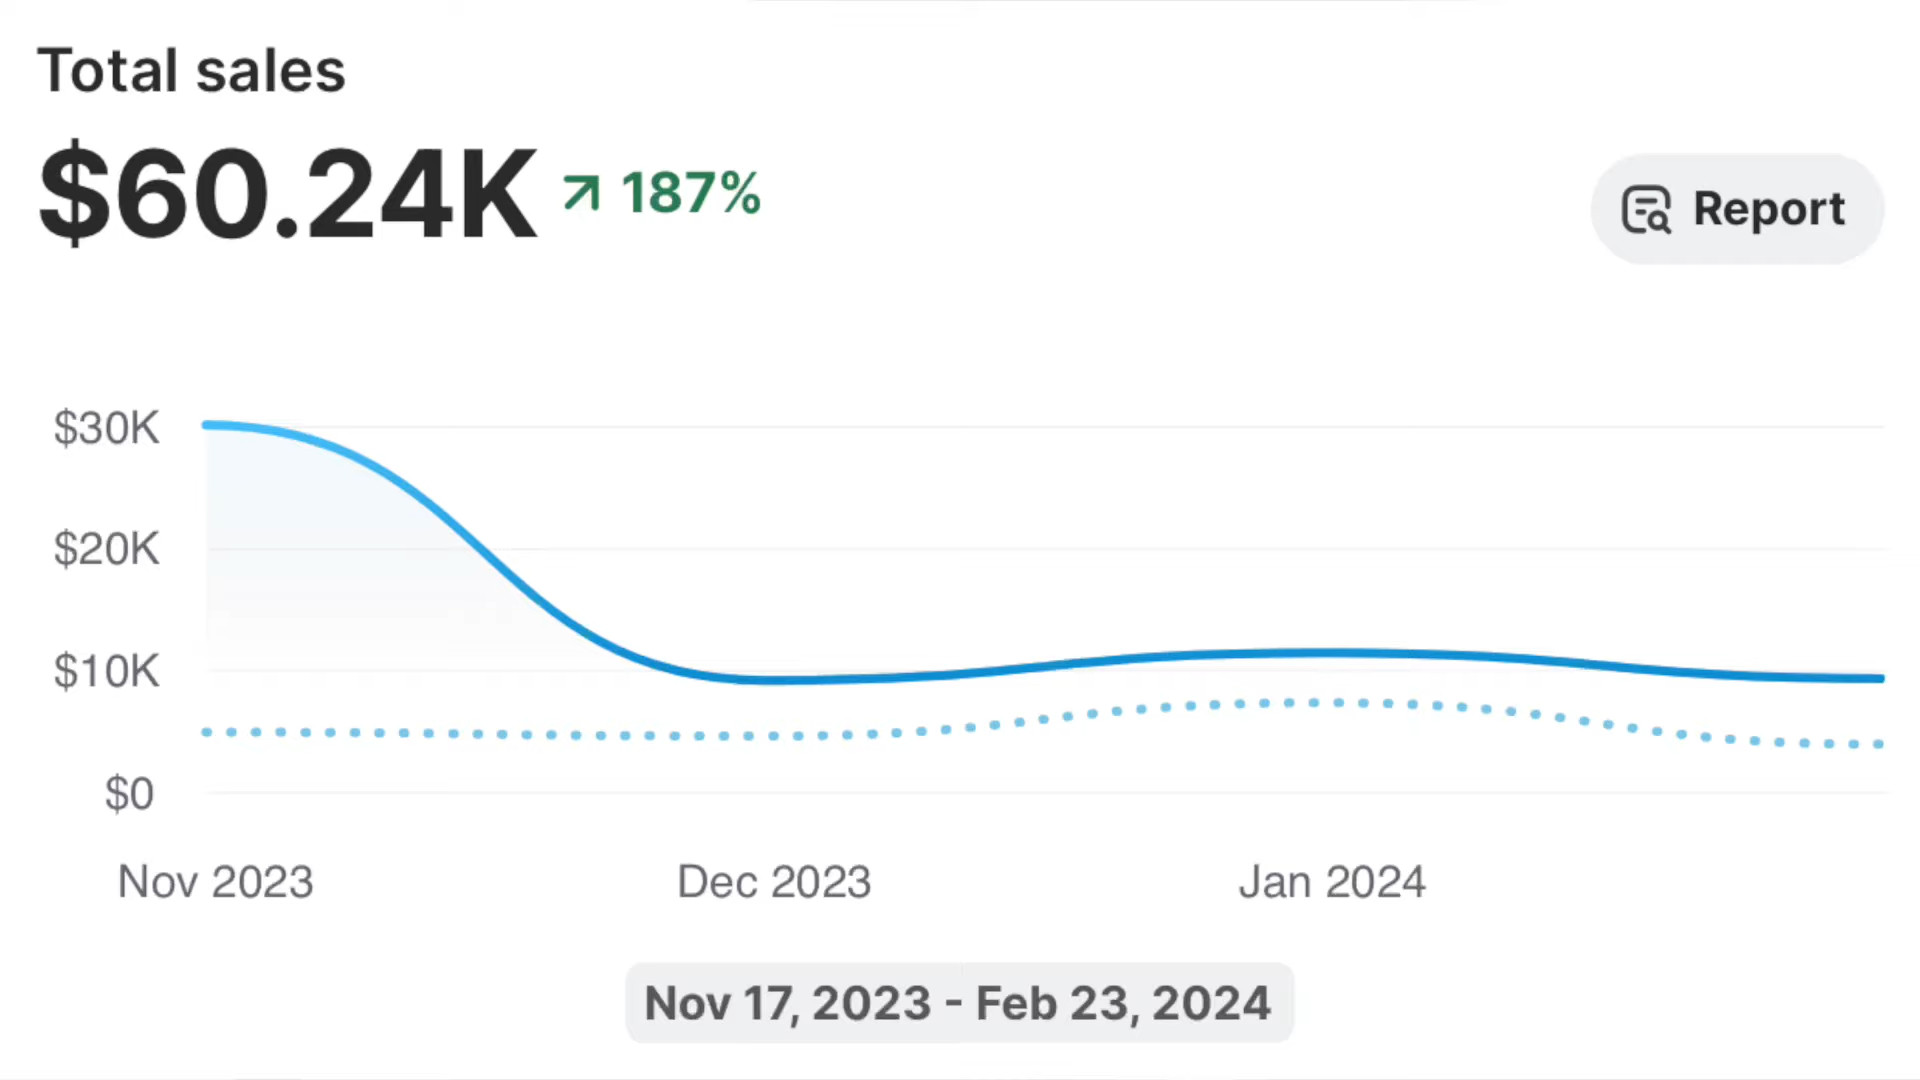 Total sales
$60.24K 187%
Report
$30K
$20K
$10K
$0
Nov 2023 Dec 2023 Jan 2024
Nov 17, 2023 - Feb 23, 2024